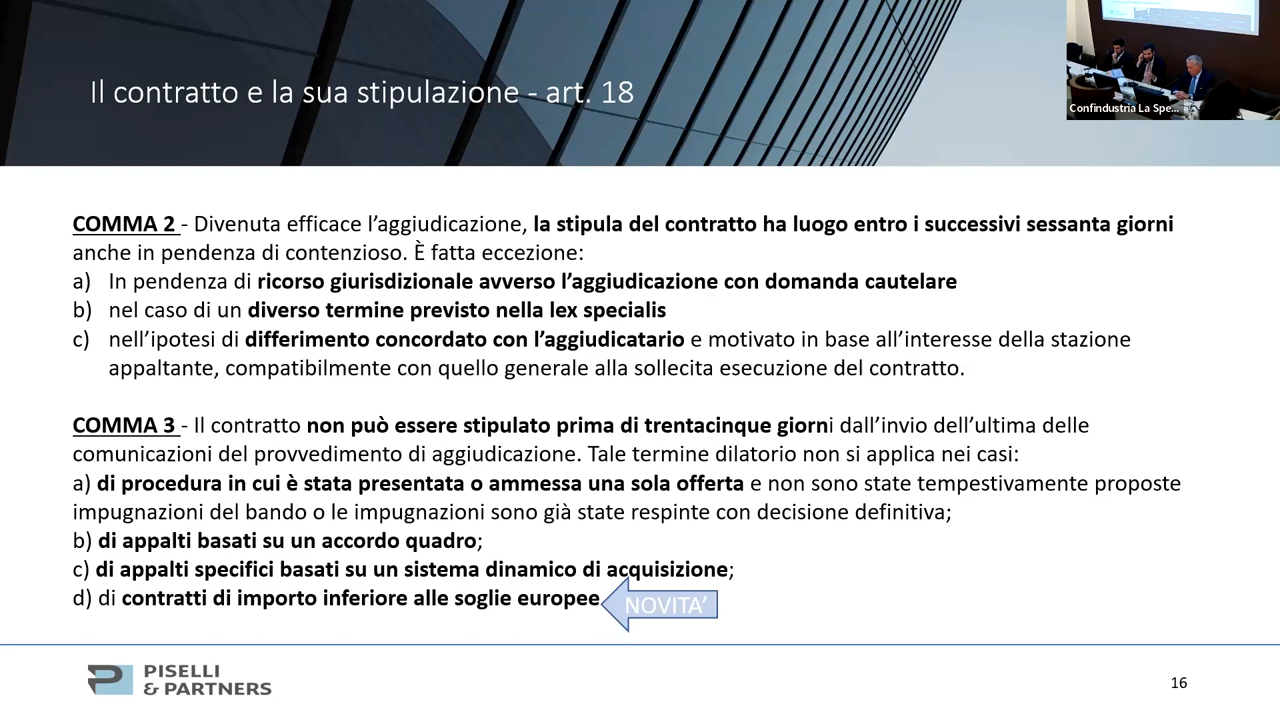 Il contratto e la sua stipulazione - art. 18
Confindustria La Spe...
COMMA 2 - Divenuta efficace l’aggiudicazione, la stipula del contratto ha luogo entro i successivi sessanta giorni
anche in pendenza di contenzioso. È fatta eccezione:
a) In pendenza di ricorso giurisdizionale avverso l’aggiudicazione con domanda cautelare
b) nel caso di un diverso termine previsto nella lex specialis
c) nell’ipotesi di differimento concordato con l’aggiudicatario e motivato in base all’interesse della stazione
appaltante, compatibilmente con quello generale alla sollecita esecuzione del contratto.
COMMA 3 - Il contratto non può essere stipulato prima di trentacinque giorni dall’invio dell’ultima delle
comunicazioni del provvedimento di aggiudicazione. Tale termine dilatorio non si applica nei casi:
a) di procedura in cui è stata presentata o ammessa una sola offerta e non sono state tempestivamente proposte
impugnazioni del bando o le impugnazioni sono già state respinte con decisione definitiva;
b) di appalti basati su un accordo quadro;
c) di appalti specifici basati su un sistema dinamico di acquisizione;
d) di contratti di importo inferiore alle soglie europee
NOVITA’
PISELLI
& PARTNERS
16